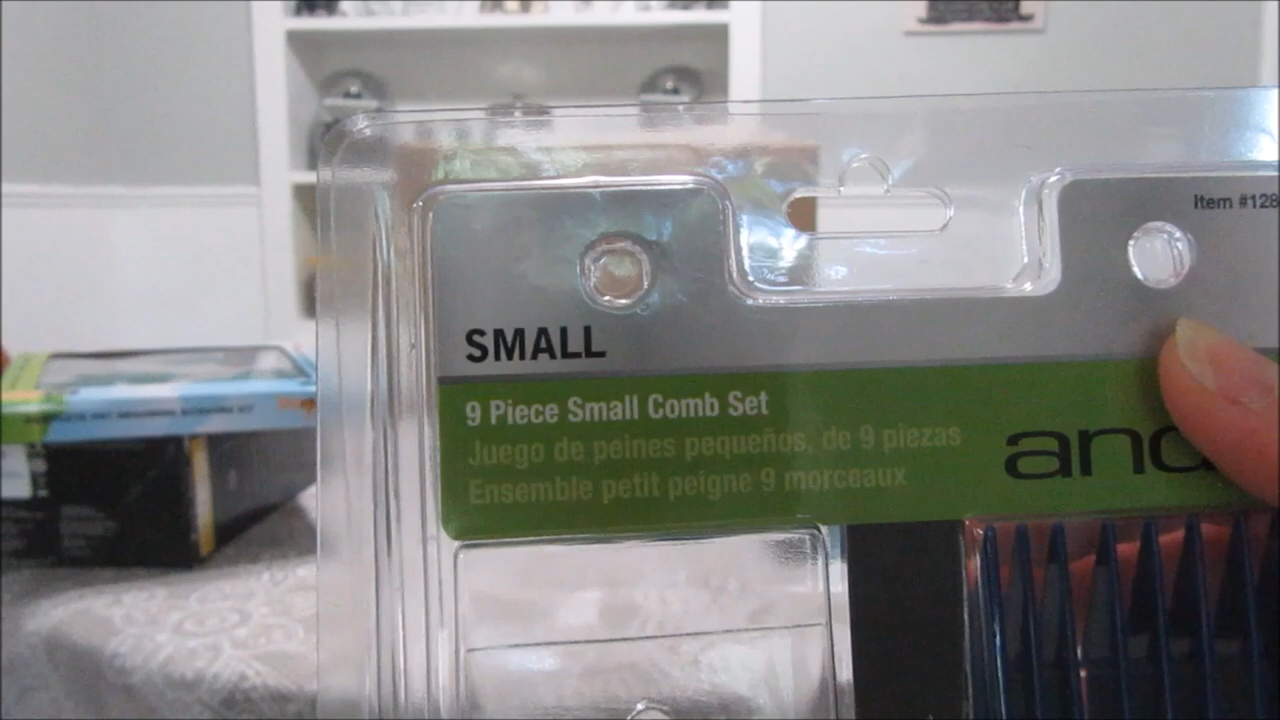 Item #128
SMALL
9 Piece Small Comb Set
Juego de peines pequeños, de 9 piezas
Ensemble petit peigne 9 morceaux
and